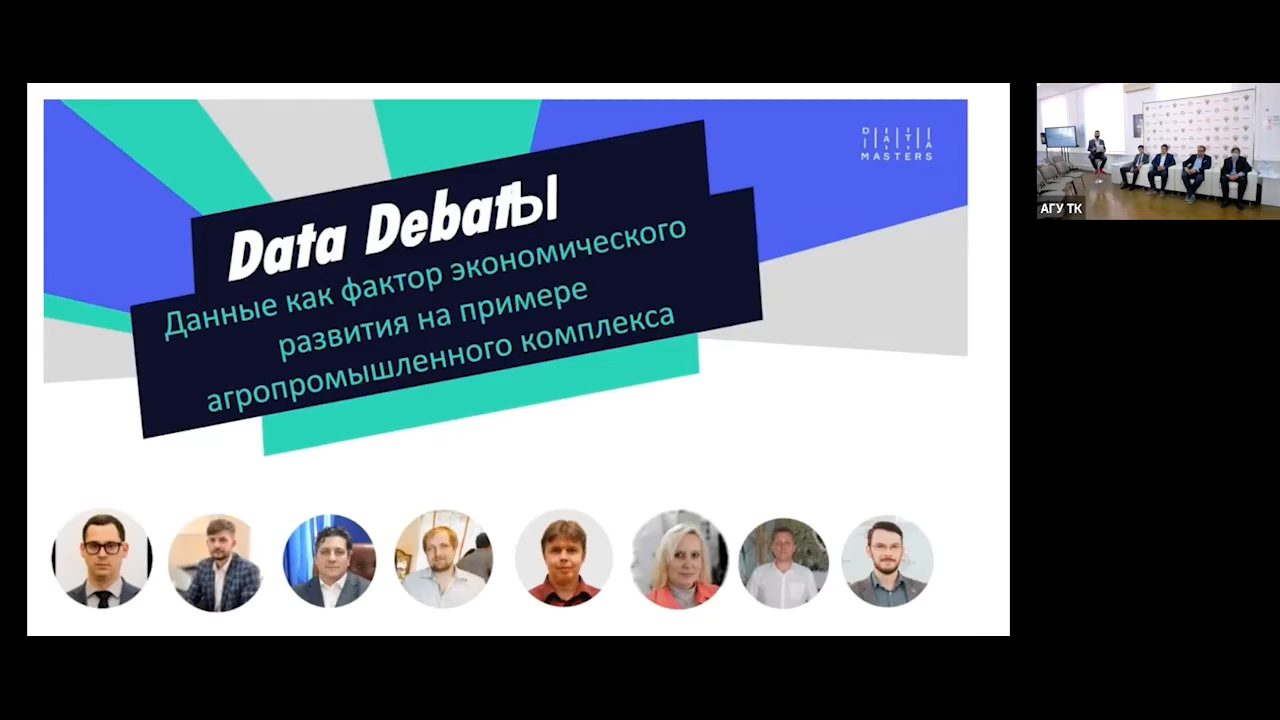 DATA
MASTERS
Data Debatы
Данные как фактор экономического
развития на примере
агропромышленного комплекса
АГУ ТК